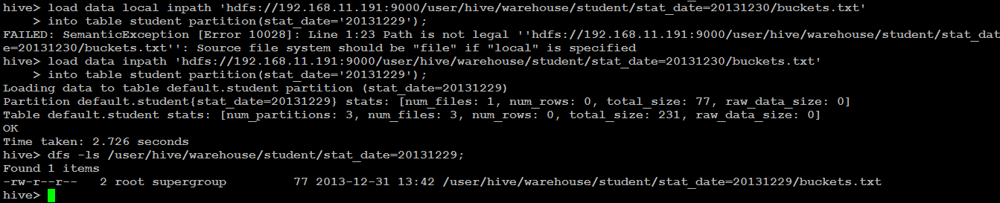 hive> load data local inpath 'hdfs://192.168.11.191:9000/user/hive/warehouse/student/stat_date=20131230/buckets.txt'
    > into table student partition(stat_date='20131229');
FAILED: SemanticException [Error 10028]: Line 1:23 Path is not legal ''hdfs://192.168.11.191:9000/user/hive/warehouse/student/stat_dat
e=20131230/buckets.txt'': Source file system should be "file" if "local" is specified
hive> load data inpath 'hdfs://192.168.11.191:9000/user/hive/warehouse/student/stat_date=20131230/buckets.txt'
    > into table student partition(stat_date='20131229');
Loading data to table default.student partition (stat_date=20131229)
Partition default.student{stat_date=20131229} stats: [num_files: 1, num_rows: 0, total_size: 77, raw_data_size: 0]
Table default.student stats: [num_partitions: 3, num_files: 3, num_rows: 0, total_size: 231, raw_data_size: 0]
OK
Time taken: 2.726 seconds
hive> dfs -ls /user/hive/warehouse/student/stat_date=20131229;
Found 1 items
-rw-r--r--   2 root supergroup         77 2013-12-31 13:42 /user/hive/warehouse/student/stat_date=20131229/buckets.txt
hive>